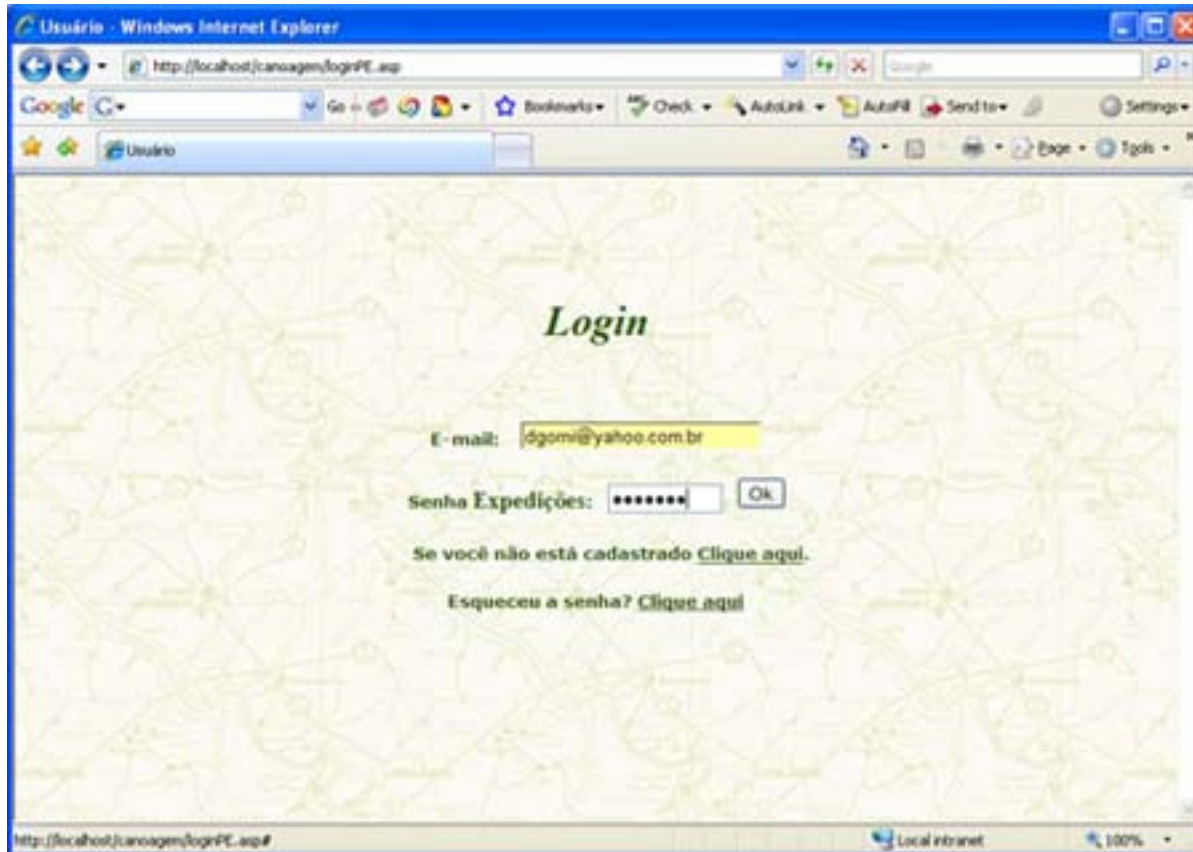 Usuário - Windows Internet Explorer
http://localhost/canoagem/loginPE.asp
Google
Google Go Bookmarks Check AutoLink AutoFill Send to Settings
Usuário Page Tools
Login
E-mail: dgomi@yahoo.com.br
Senha Expedições: ••••••• Ok
Se você não está cadastrado Clique aqui.
Esqueceu a senha? Clique aqui
http://localhost/canoagem/loginPE.asp# Local intranet 100%